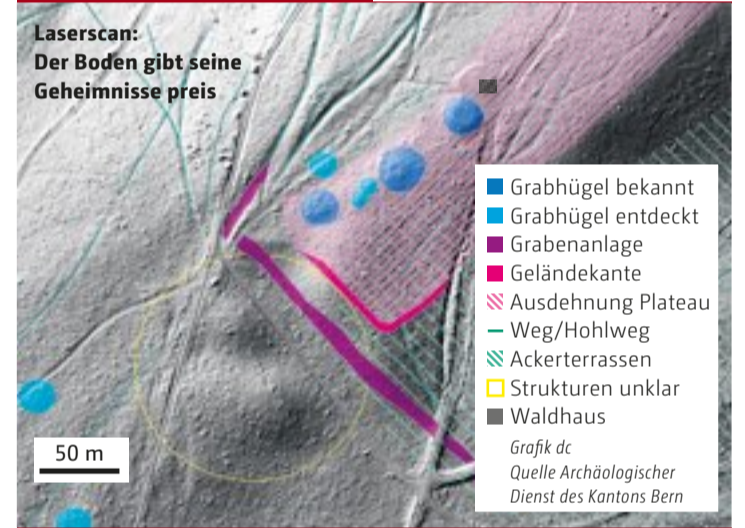 Laserscan:
Der Boden gibt seine
Geheimnisse preis
Grabhügel bekannt
Grabhügel entdeckt
Grabenanlage
Geländekante
Ausdehnung Plateau
Weg/Hohlweg
Ackerterrassen
Strukturen unklar
Waldhaus
Grafik dc
Quelle Archäologischer
Dienst des Kantons Bern
50 m